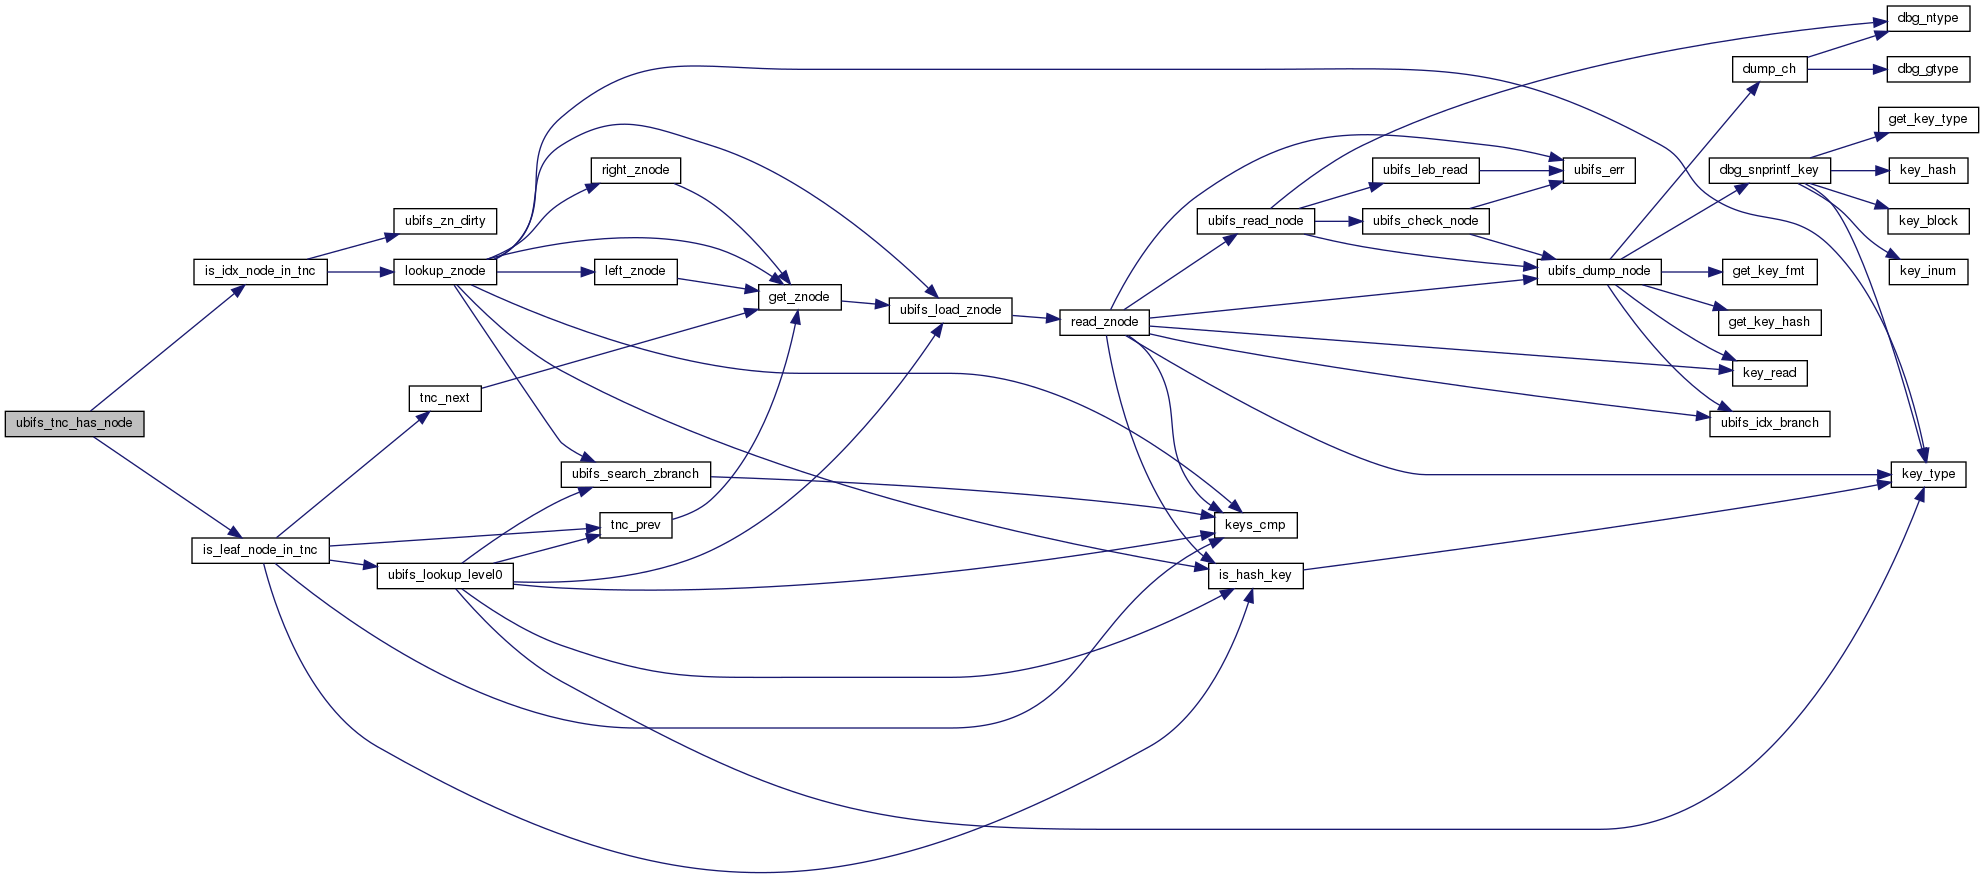 ubifs_tnc_has_node
is_idx_node_in_tnc
is_leaf_node_in_tnc
ubifs_zn_dirty
lookup_znode
tnc_next
ubifs_lookup_level0
right_znode
left_znode
ubifs_search_zbranch
tnc_prev
get_znode
ubifs_load_znode
read_znode
ubifs_read_node
keys_cmp
is_hash_key
ubifs_leb_read
ubifs_check_node
ubifs_err
ubifs_dump_node
dump_ch
dbg_snprintf_key
get_key_fmt
get_key_hash
key_read
ubifs_idx_branch
dbg_ntype
dbg_gtype
get_key_type
key_hash
key_block
key_inum
key_type